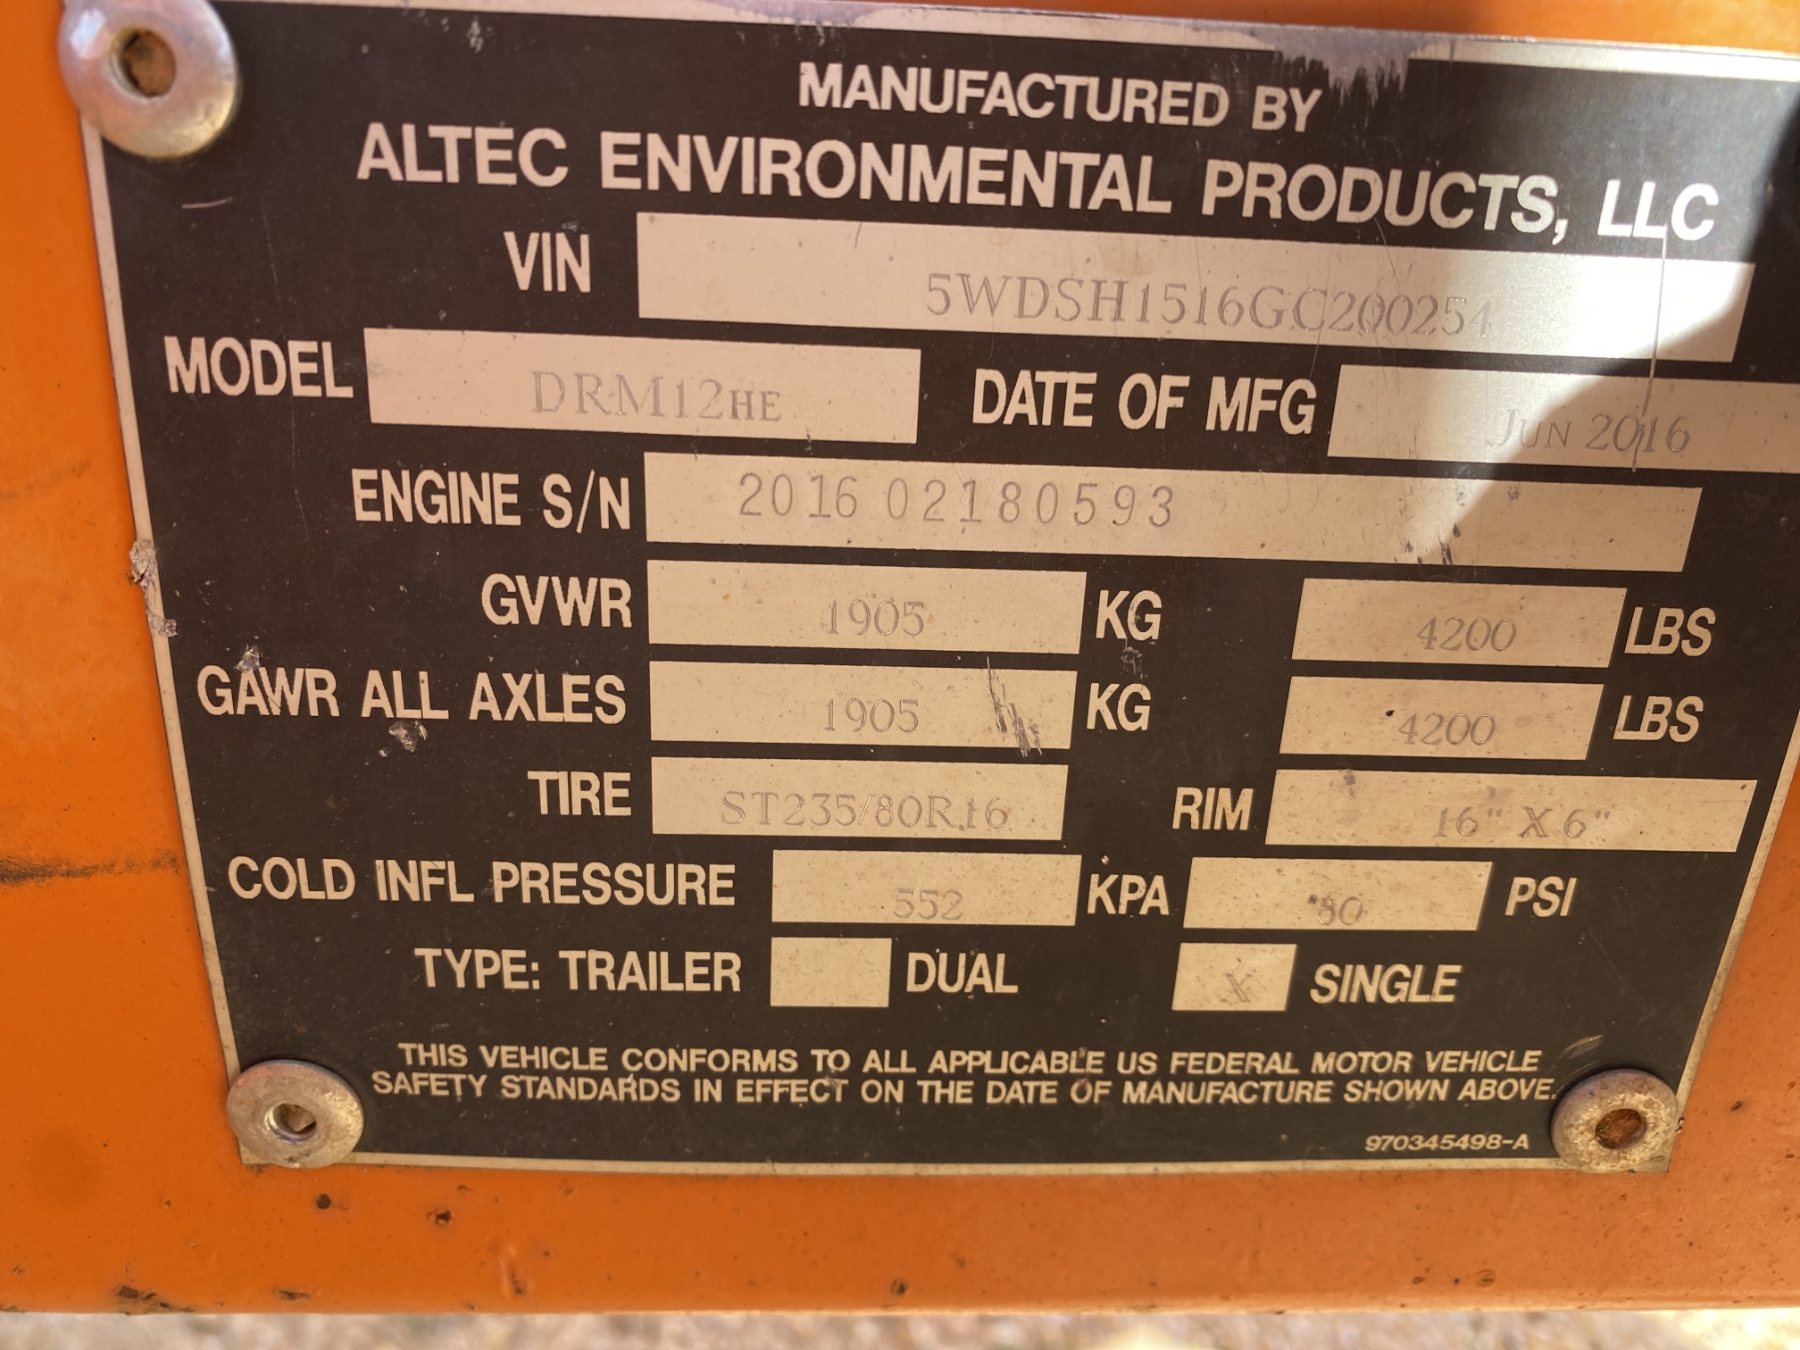 MANUFACTURED BY
ALTEC ENVIRONMENTAL PRODUCTS, LLC
VIN 5WDSH1516GC200254
MODEL DRM12HE DATE OF MFG JUN 2016
ENGINE S/N 2016 02180593
GVWR 1905 KG 4200 LBS
GAWR ALL AXLES 1905 KG 4200 LBS
TIRE ST235/80R16 RIM 16" X 6"
COLD INFL PRESSURE 552 KPA 80 PSI
TYPE: TRAILER DUAL X SINGLE
THIS VEHICLE CONFORMS TO ALL APPLICABLE US FEDERAL MOTOR VEHICLE
SAFETY STANDARDS IN EFFECT ON THE DATE OF MANUFACTURE SHOWN ABOVE.
970345498-A